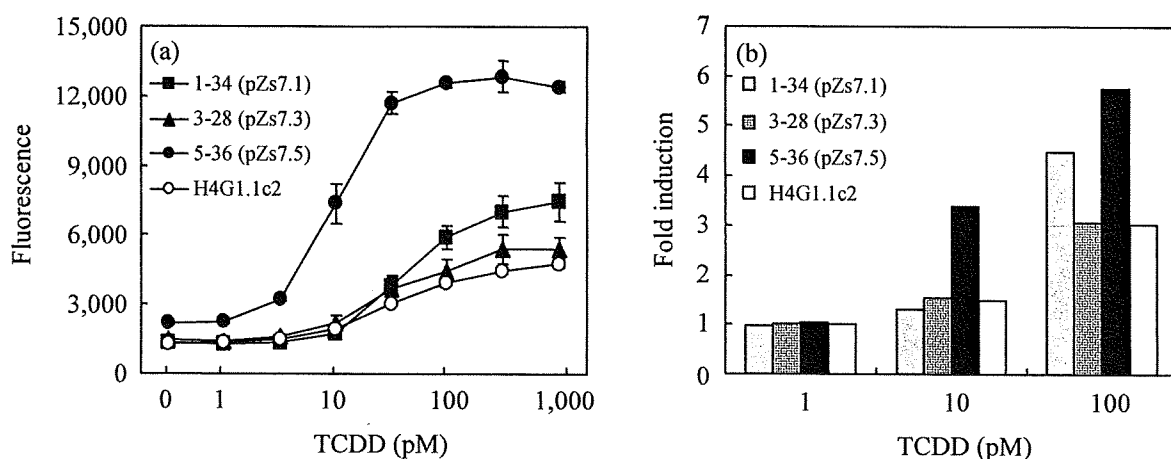 (a)
15,000
12,000
9,000
6,000
3,000
0
Fluorescence
1-34 (pZs7.1)
3-28 (pZs7.3)
5-36 (pZs7.5)
H4G1.1c2
0 1 10 100 1,000
TCDD (pM)
(b)
7
6
5
4
3
2
1
0
Fold induction
1-34 (pZs7.1)
3-28 (pZs7.3)
5-36 (pZs7.5)
H4G1.1c2
1 10 100
TCDD (pM)